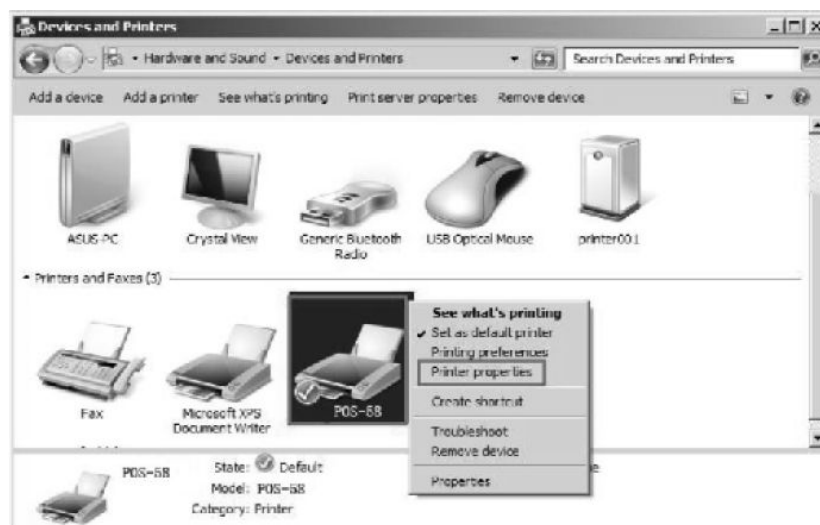 Devices and Printers
Hardware and Sound • Devices and Printers
Search Devices and Printers
Add a device Add a printer See what's printing Print server properties Remove device
ASUS-PC Crystal View Generic Bluetooth Radio USB Optical Mouse printer001
Printers and Faxes (3)
Fax Microsoft XPS Document Writer POS-58
See what's printing
Set as default printer
Printing preferences
Printer properties
Create shortcut
Troubleshoot
Remove device
Properties
POS-58 State: Default
Model: POS-58
Category: Printer